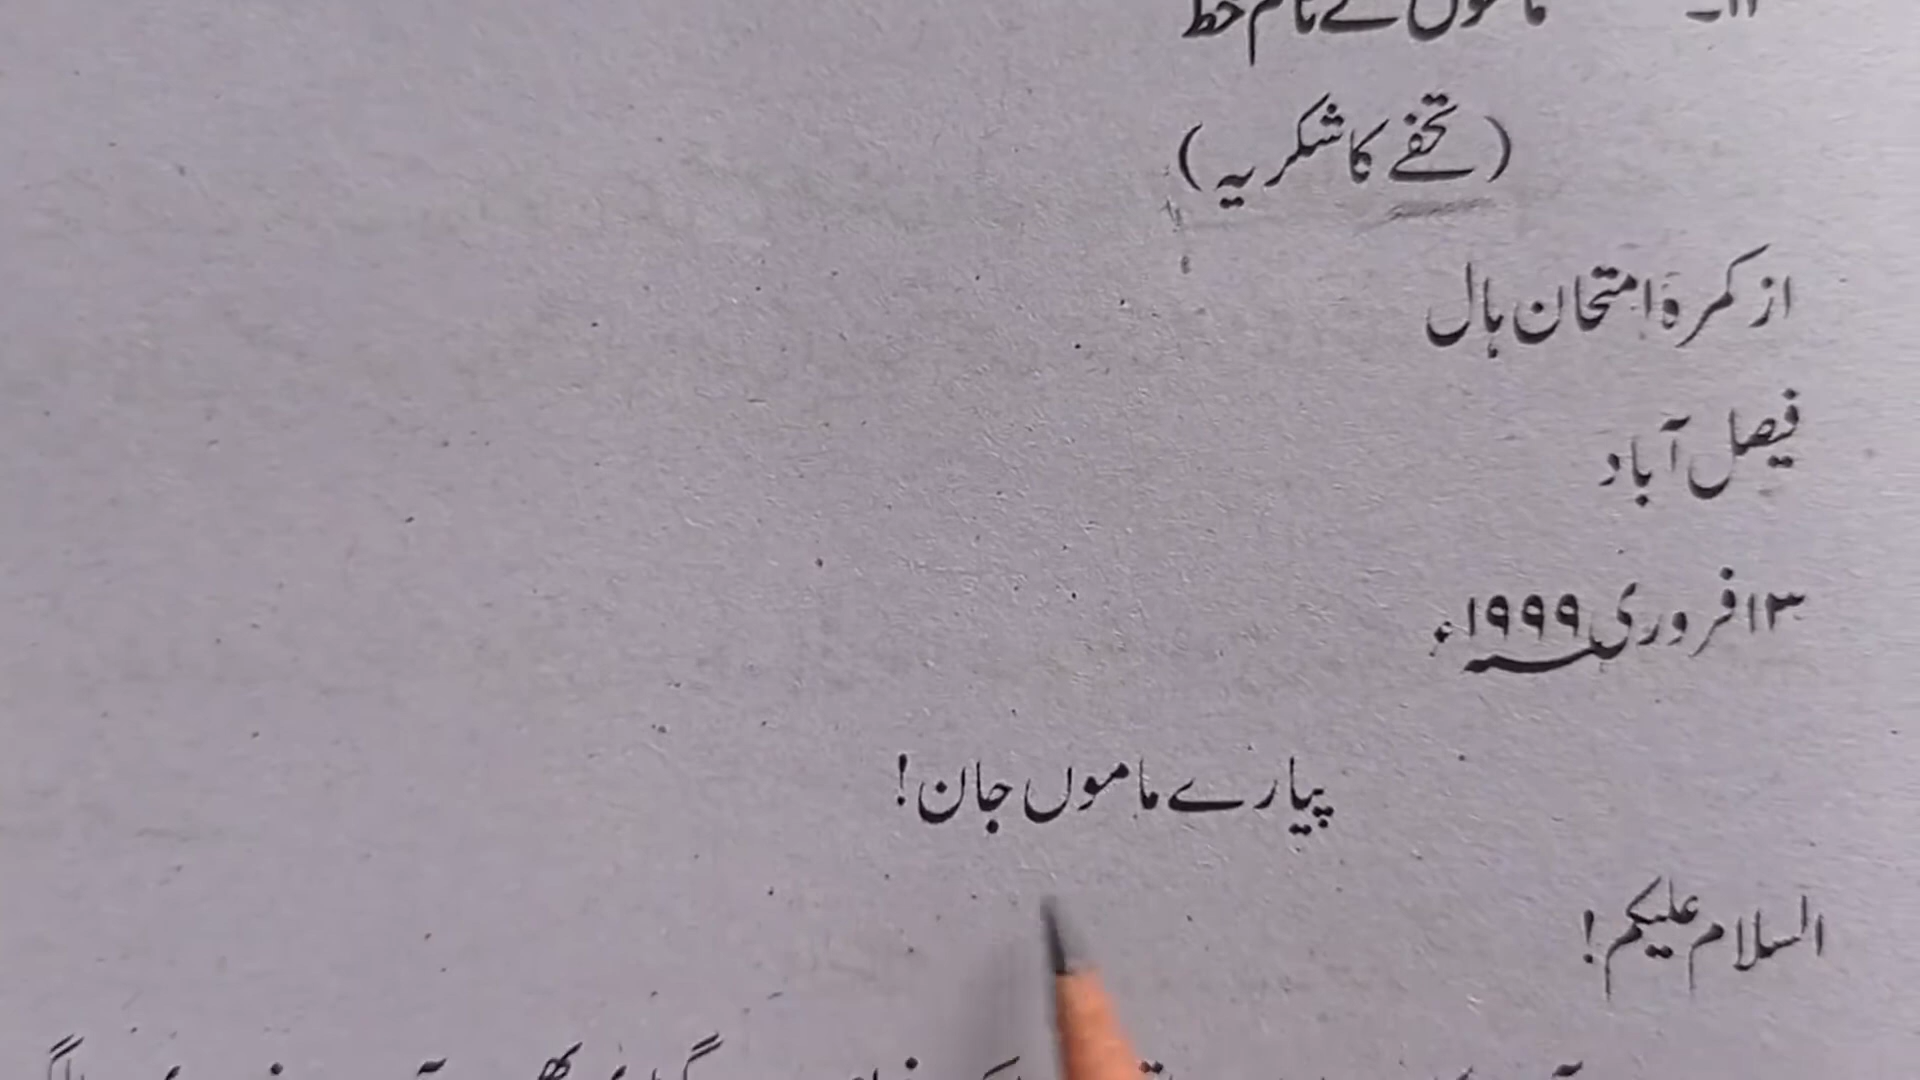 ۱۲۔ ماموں کے نام خط
(تحفے کا شکریہ)
از کمرۂ امتحان ہال
فیصل آباد
۱۳ فروری ۱۹۹۹ء
پیارے ماموں جان!
السلام علیکم!